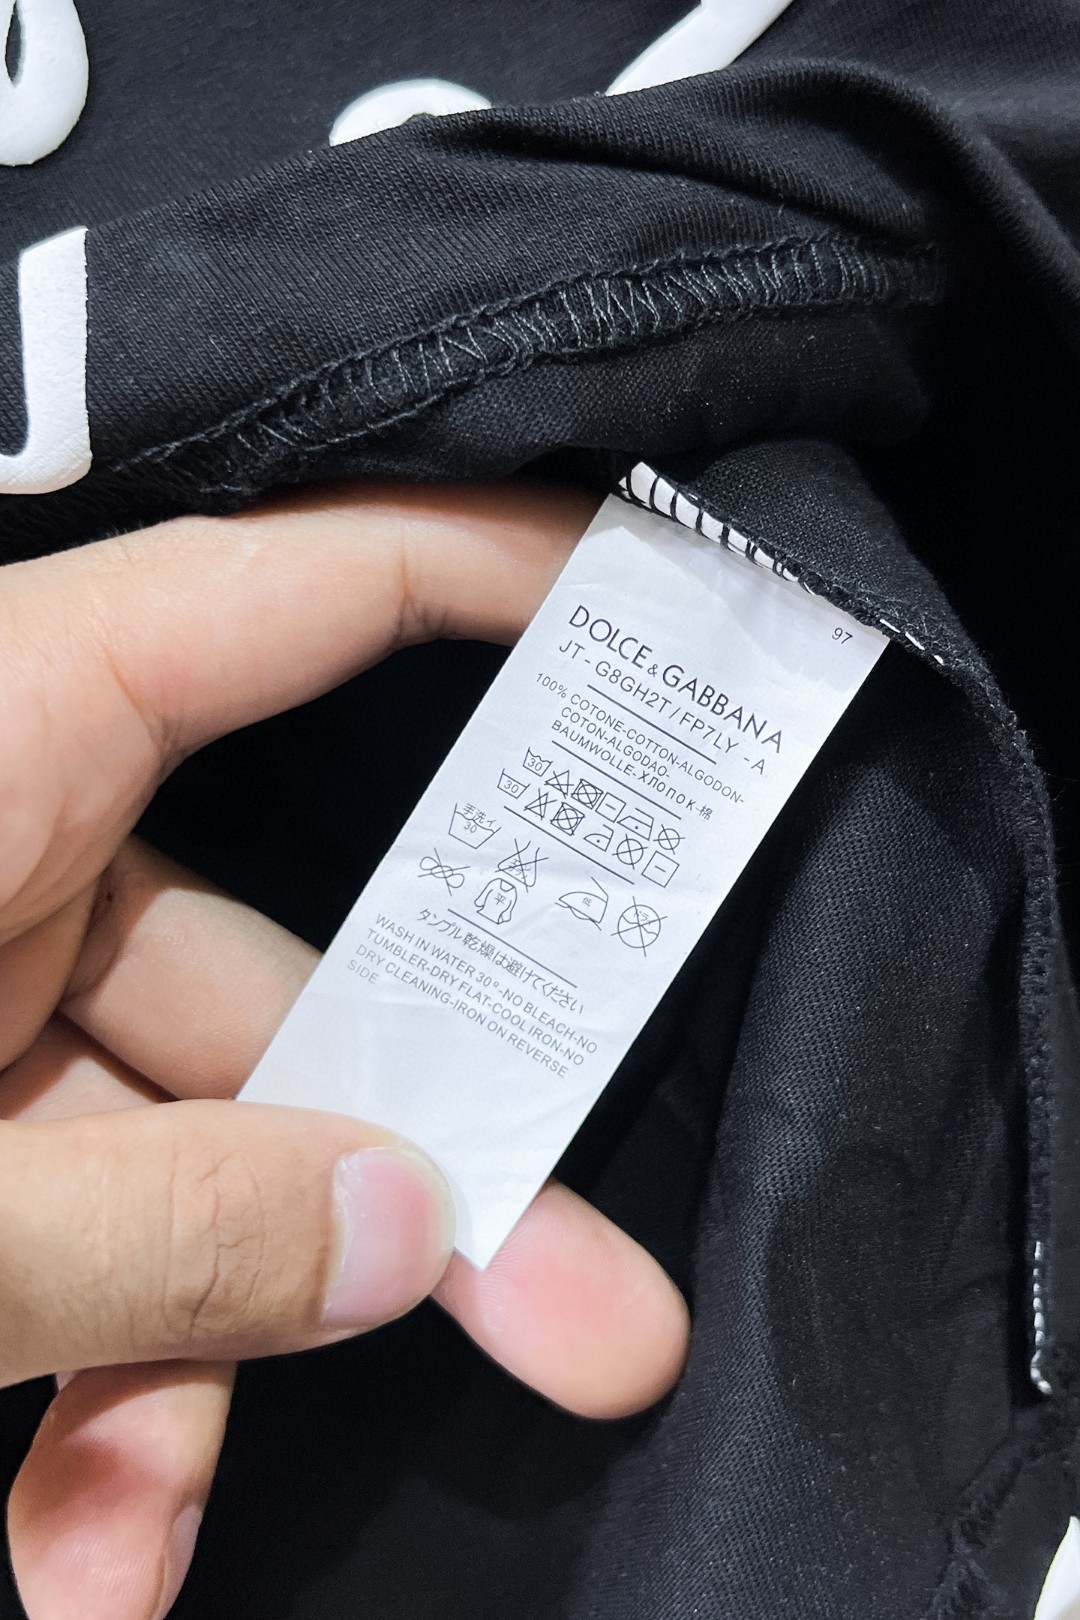 97
DOLCE & GABBANA
JT - G8GH2T / FP7LY - A
100% COTONE-COTTON-ALGODON-
COTON-ALGODAO-
BAUMWOLLE-ХЛОПОК-棉
30
30
手洗イ
30
低
平
タンブル乾燥は避けてください
WASH IN WATER 30°-NO BLEACH-NO
TUMBLER-DRY FLAT-COOL IRON-NO
DRY CLEANING-IRON ON REVERSE
SIDE